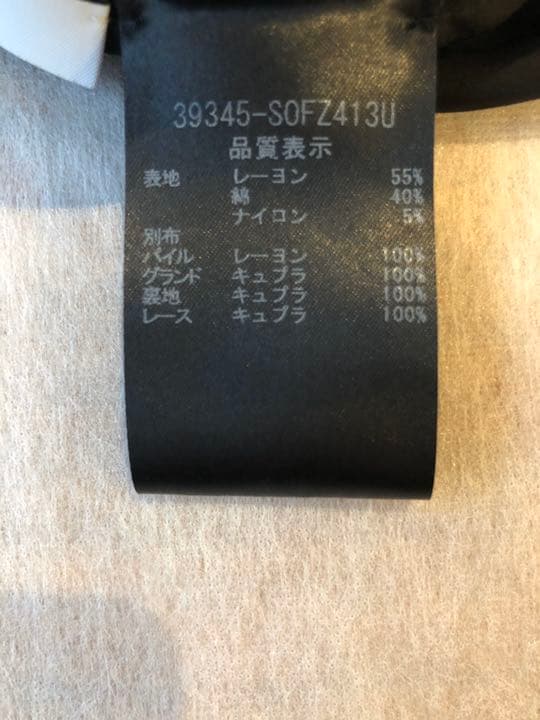 39345-SOFZ413U
品質表示
表地 レーヨン 55%
綿 40%
ナイロン 5%
別布
パイル レーヨン 100%
グランド キュプラ 100%
裏地 キュプラ 100%
レース キュプラ 100%